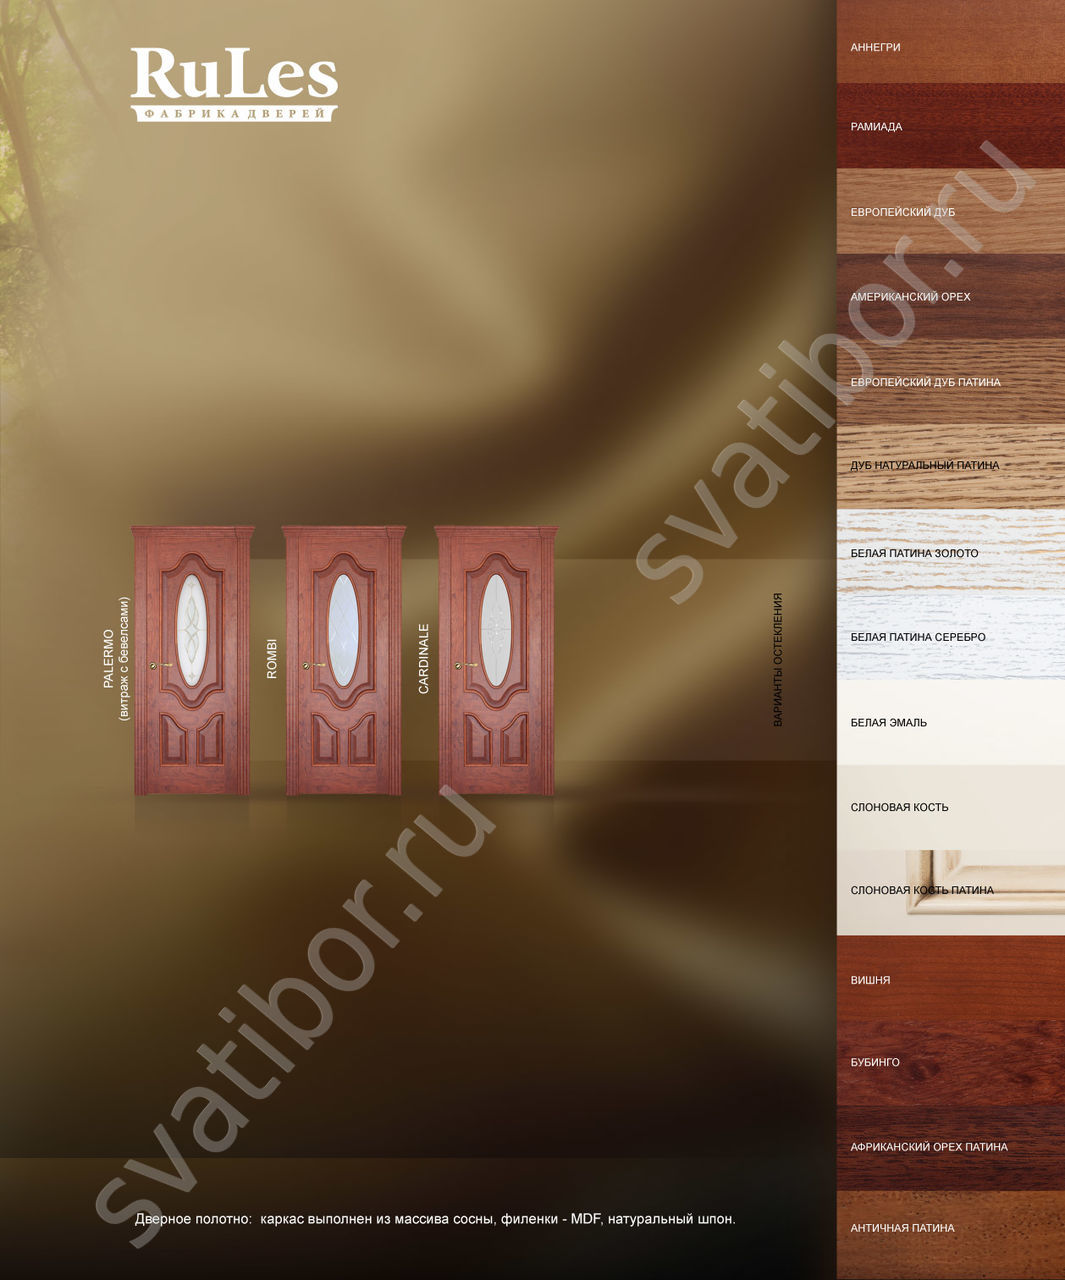 RuLes
ФАБРИКА ДВЕРЕЙ
PALERMO
(витраж с бевелсами)
ROMBI
CARDINALE
ВАРИАНТЫ ОСТЕКЛЕНИЯ
АННЕГРИ
РАМИАДА
ЕВРОПЕЙСКИЙ ДУБ
АМЕРИКАНСКИЙ ОРЕХ
ЕВРОПЕЙСКИЙ ДУБ ПАТИНА
ДУБ НАТУРАЛЬНЫЙ ПАТИНА
БЕЛАЯ ПАТИНА ЗОЛОТО
БЕЛАЯ ПАТИНА СЕРЕБРО
БЕЛАЯ ЭМАЛЬ
СЛОНОВАЯ КОСТЬ
СЛОНОВАЯ КОСТЬ ПАТИНА
ВИШНЯ
БУБИНГО
АФРИКАНСКИЙ ОРЕХ ПАТИНА
АНТИЧНАЯ ПАТИНА
Дверное полотно: каркас выполнен из массива сосны, филенки - MDF, натуральный шпон.
svatibor.ru
svatibor.ru